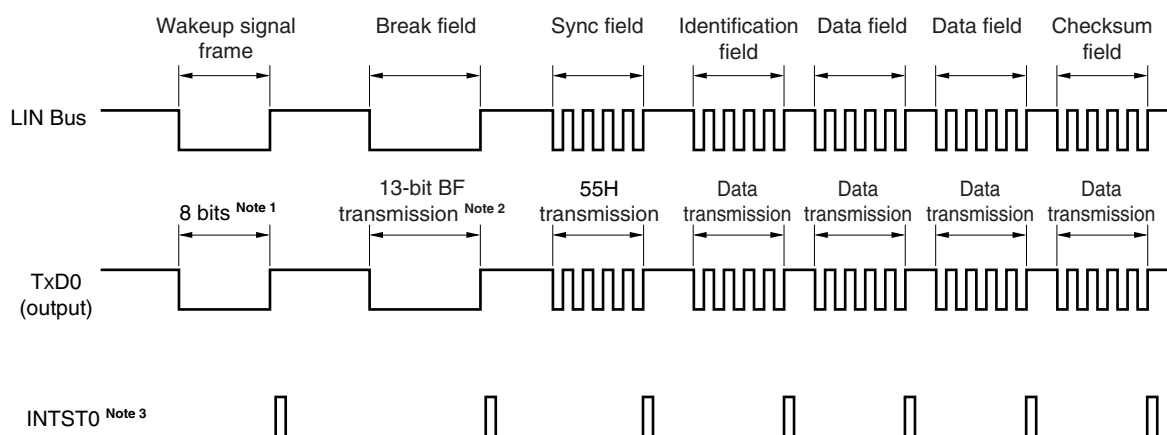 Wakeup signal
frame
Break field
Sync field
Identification
field
Data field
Data field
Checksum
field
LIN Bus
8 bits Note 1
13-bit BF
transmission Note 2
55H
transmission
Data
transmission
Data
transmission
Data
transmission
Data
transmission
TxD0
(output)
INTST0 Note 3